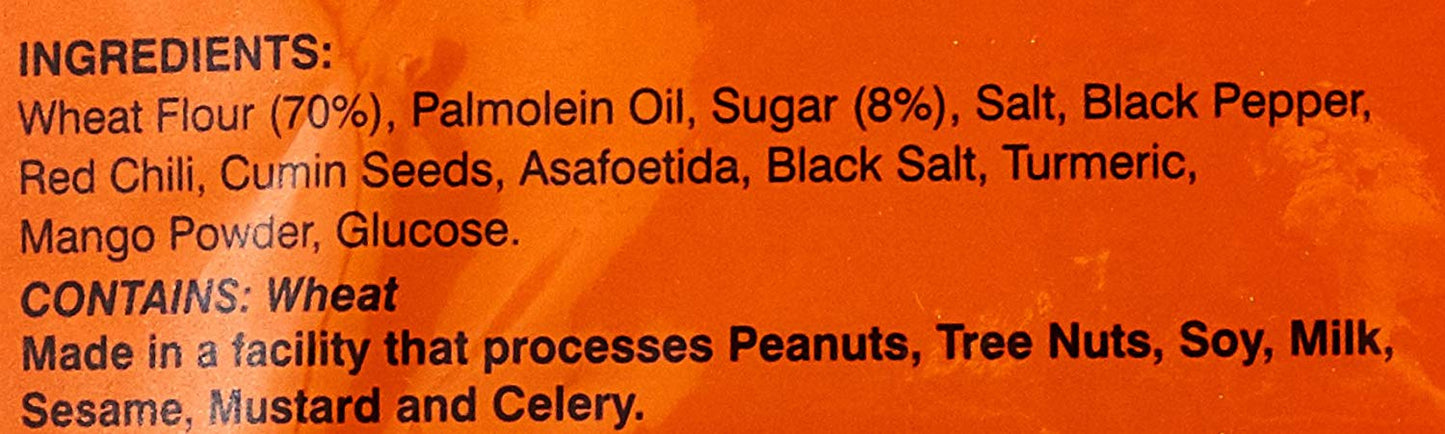 INGREDIENTS:
Wheat Flour (70%), Palmolein Oil, Sugar (8%), Salt, Black Pepper,
Red Chili, Cumin Seeds, Asafoetida, Black Salt, Turmeric,
Mango Powder, Glucose.
CONTAINS: Wheat
Made in a facility that processes Peanuts, Tree Nuts, Soy, Milk,
Sesame, Mustard and Celery.